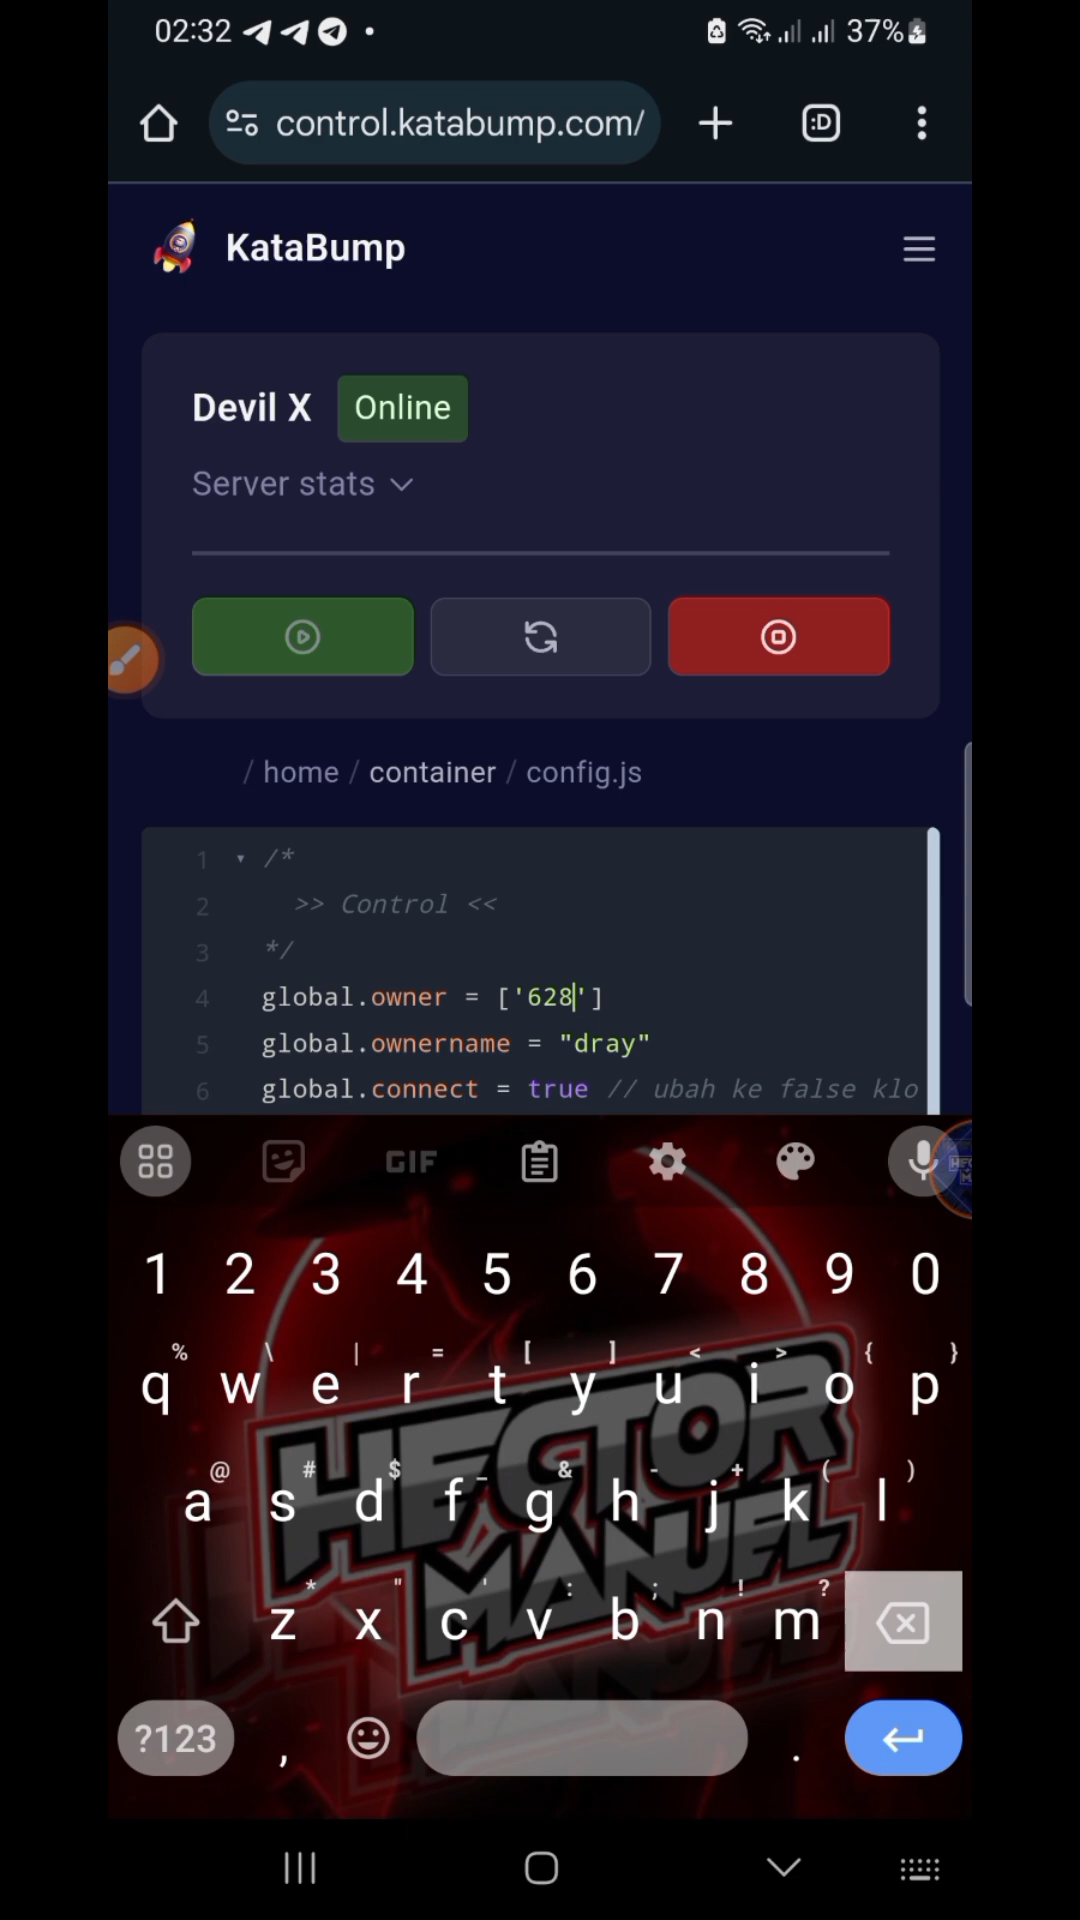 02:32
37%
control.katabump.com/
:D
KataBump
Devil X Online
Server stats
/ home / container / config.js
1 /*
2 >> Control <<
3 */
4 global.owner = ['628']
5 global.ownername = "dray"
6 global.connect = true // ubah ke false klo
GIF
1 2 3 4 5 6 7 8 9 0
% \ | = [ ] < > { }
q w e r t y u i o p
@ # $ _ & - + ( )
a s d f g h j k l
* " ' : ; ! ?
z x c v b n m
?123 , .
HECTOR
MANUEL